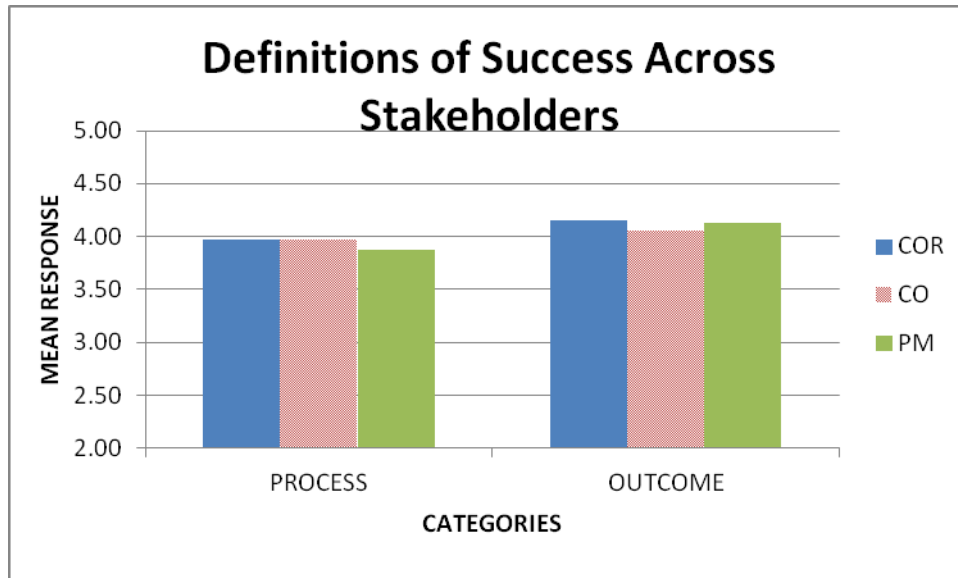 Definitions of Success Across
Stakeholders
5.00
4.50
4.00
3.50
3.00
2.50
2.00
MEAN RESPONSE
PROCESS
OUTCOME
CATEGORIES
COR
CO
PM